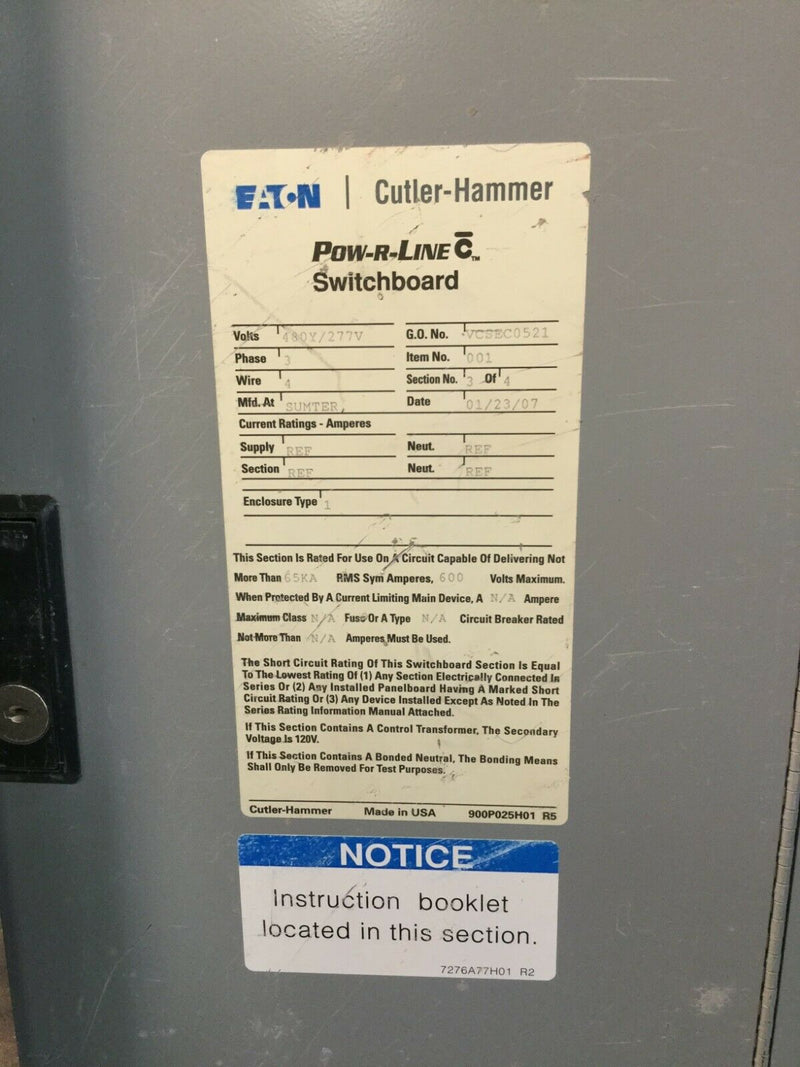 EATON | Cutler-Hammer
POW-R-LINE C™
Switchboard
Volts 480Y/277V G.O. No. VCSEC0521
Phase 3 Item No. 001
Wire 4 Section No. 3 Of 4
Mfd. At SUMTER, Date 01/23/07
Current Ratings - Amperes
Supply REF Neut. REF
Section REF Neut. REF
Enclosure Type 1
This Section Is Rated For Use On A Circuit Capable Of Delivering Not
More Than 65KA RMS Sym Amperes, 600 Volts Maximum.
When Protected By A Current Limiting Main Device, A N/A Ampere
Maximum Class N/A Fuse Or A Type N/A Circuit Breaker Rated
Not More Than N/A Amperes Must Be Used.
The Short Circuit Rating Of This Switchboard Section Is Equal
To The Lowest Rating Of (1) Any Section Electrically Connected In
Series Or (2) Any Installed Panelboard Having A Marked Short
Circuit Rating Or (3) Any Device Installed Except As Noted In The
Series Rating Information Manual Attached.
If This Section Contains A Control Transformer, The Secondary
Voltage Is 120V.
If This Section Contains A Bonded Neutral, The Bonding Means
Shall Only Be Removed For Test Purposes.
Cutler-Hammer Made in USA 900P025H01 R5
NOTICE
Instruction booklet
located in this section.
7276A77H01 R2